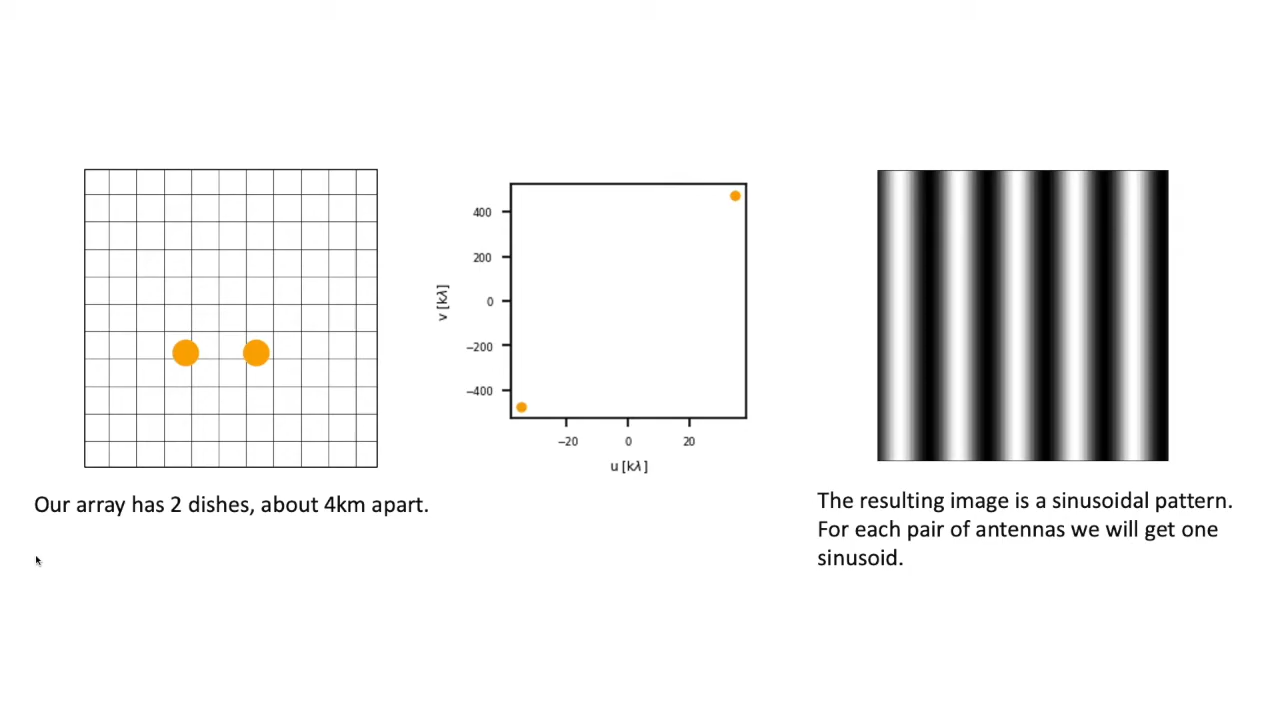 400
200
0
−200
−400
v [kλ]
−20
0
20
u [kλ]
Our array has 2 dishes, about 4km apart.
The resulting image is a sinusoidal pattern.
For each pair of antennas we will get one
sinusoid.